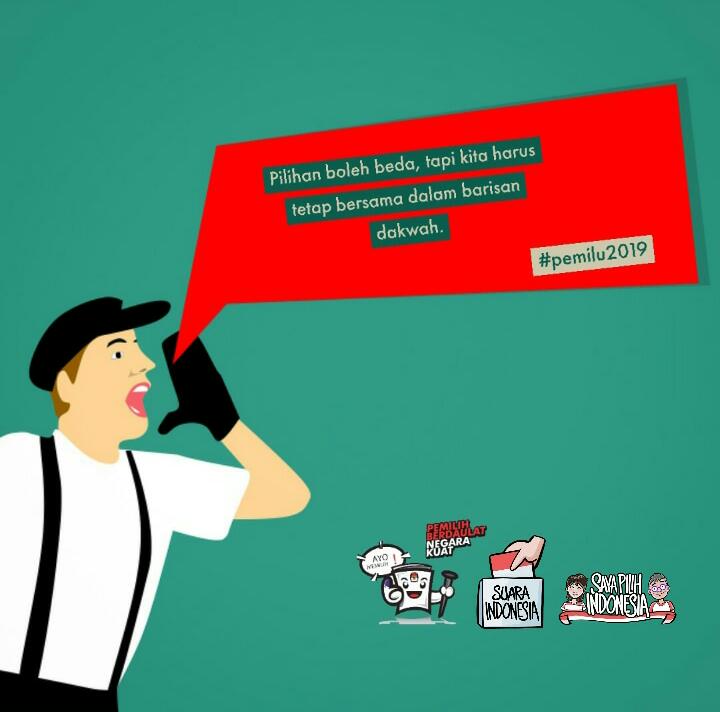 Pilihan boleh beda, tapi kita harus
tetap bersama dalam barisan
dakwah.
#pemilu2019
PEMILIH
BERDAULAT
NEGARA
KUAT
AYO
MEMILIH !
SUARA
INDONESIA
SAYA PILIH
INDONESIA